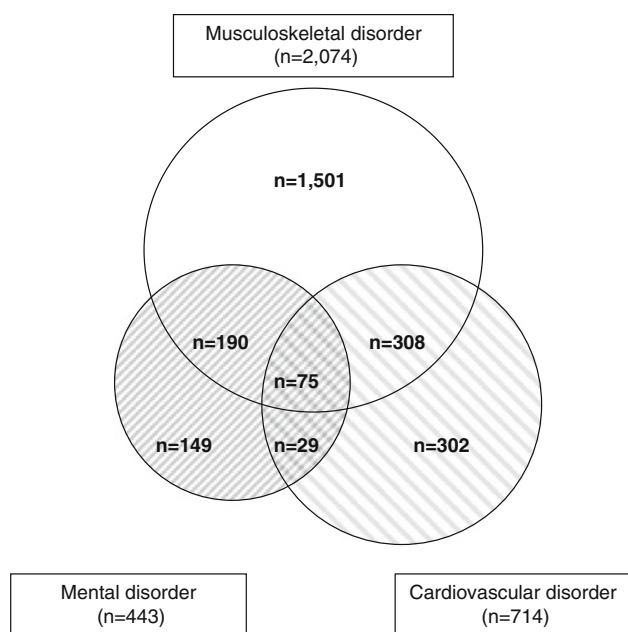 Musculoskeletal disorder
(n=2,074)
n=1,501
n=190
n=308
n=75
n=149
n=29
n=302
Mental disorder
(n=443)
Cardiovascular disorder
(n=714)